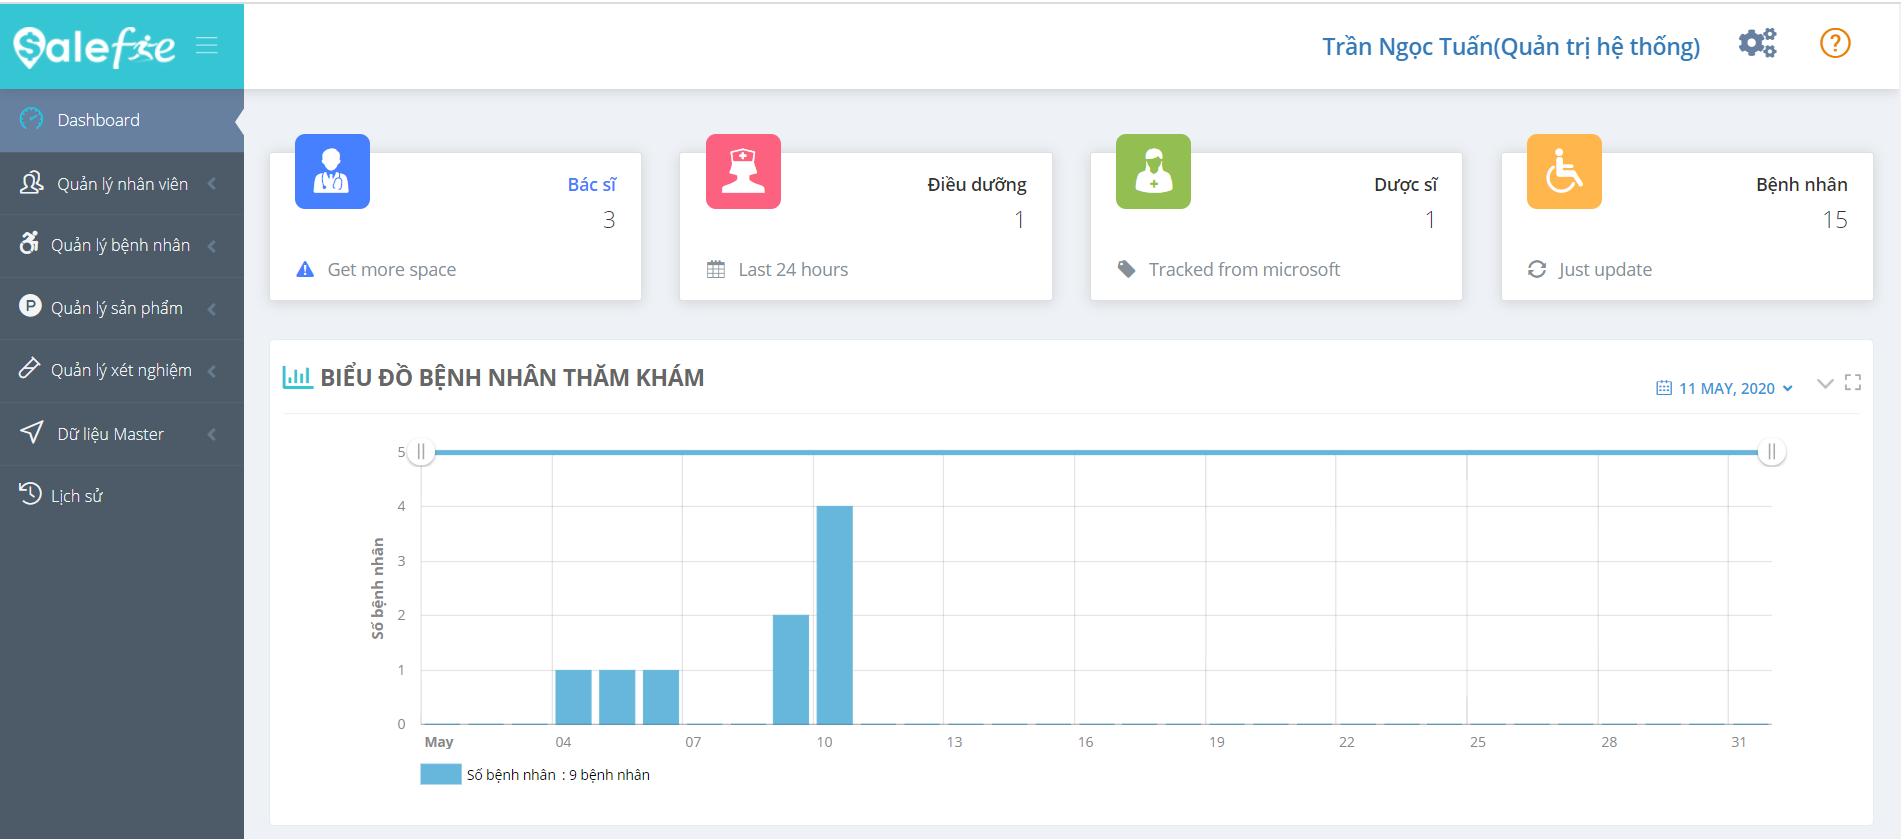 Salefie
Trần Ngọc Tuấn(Quản trị hệ thống)
Dashboard
Quản lý nhân viên
Quản lý bệnh nhân
Quản lý sản phẩm
Quản lý xét nghiệm
Dữ liệu Master
Lịch sử
Bác sĩ
3
Get more space
Điều dưỡng
1
Last 24 hours
Dược sĩ
1
Tracked from microsoft
Bệnh nhân
15
Just update
BIỂU ĐỒ BỆNH NHÂN THĂM KHÁM
11 MAY, 2020
Số bệnh nhân
5
4
3
2
1
0
May 04 07 10 13 16 19 22 25 28 31
Số bệnh nhân : 9 bệnh nhân